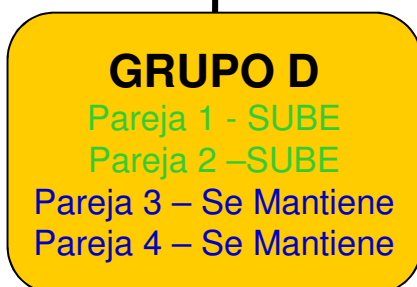 GRUPO D
Pareja 1 - SUBE
Pareja 2 –SUBE
Pareja 3 – Se Mantiene
Pareja 4 – Se Mantiene